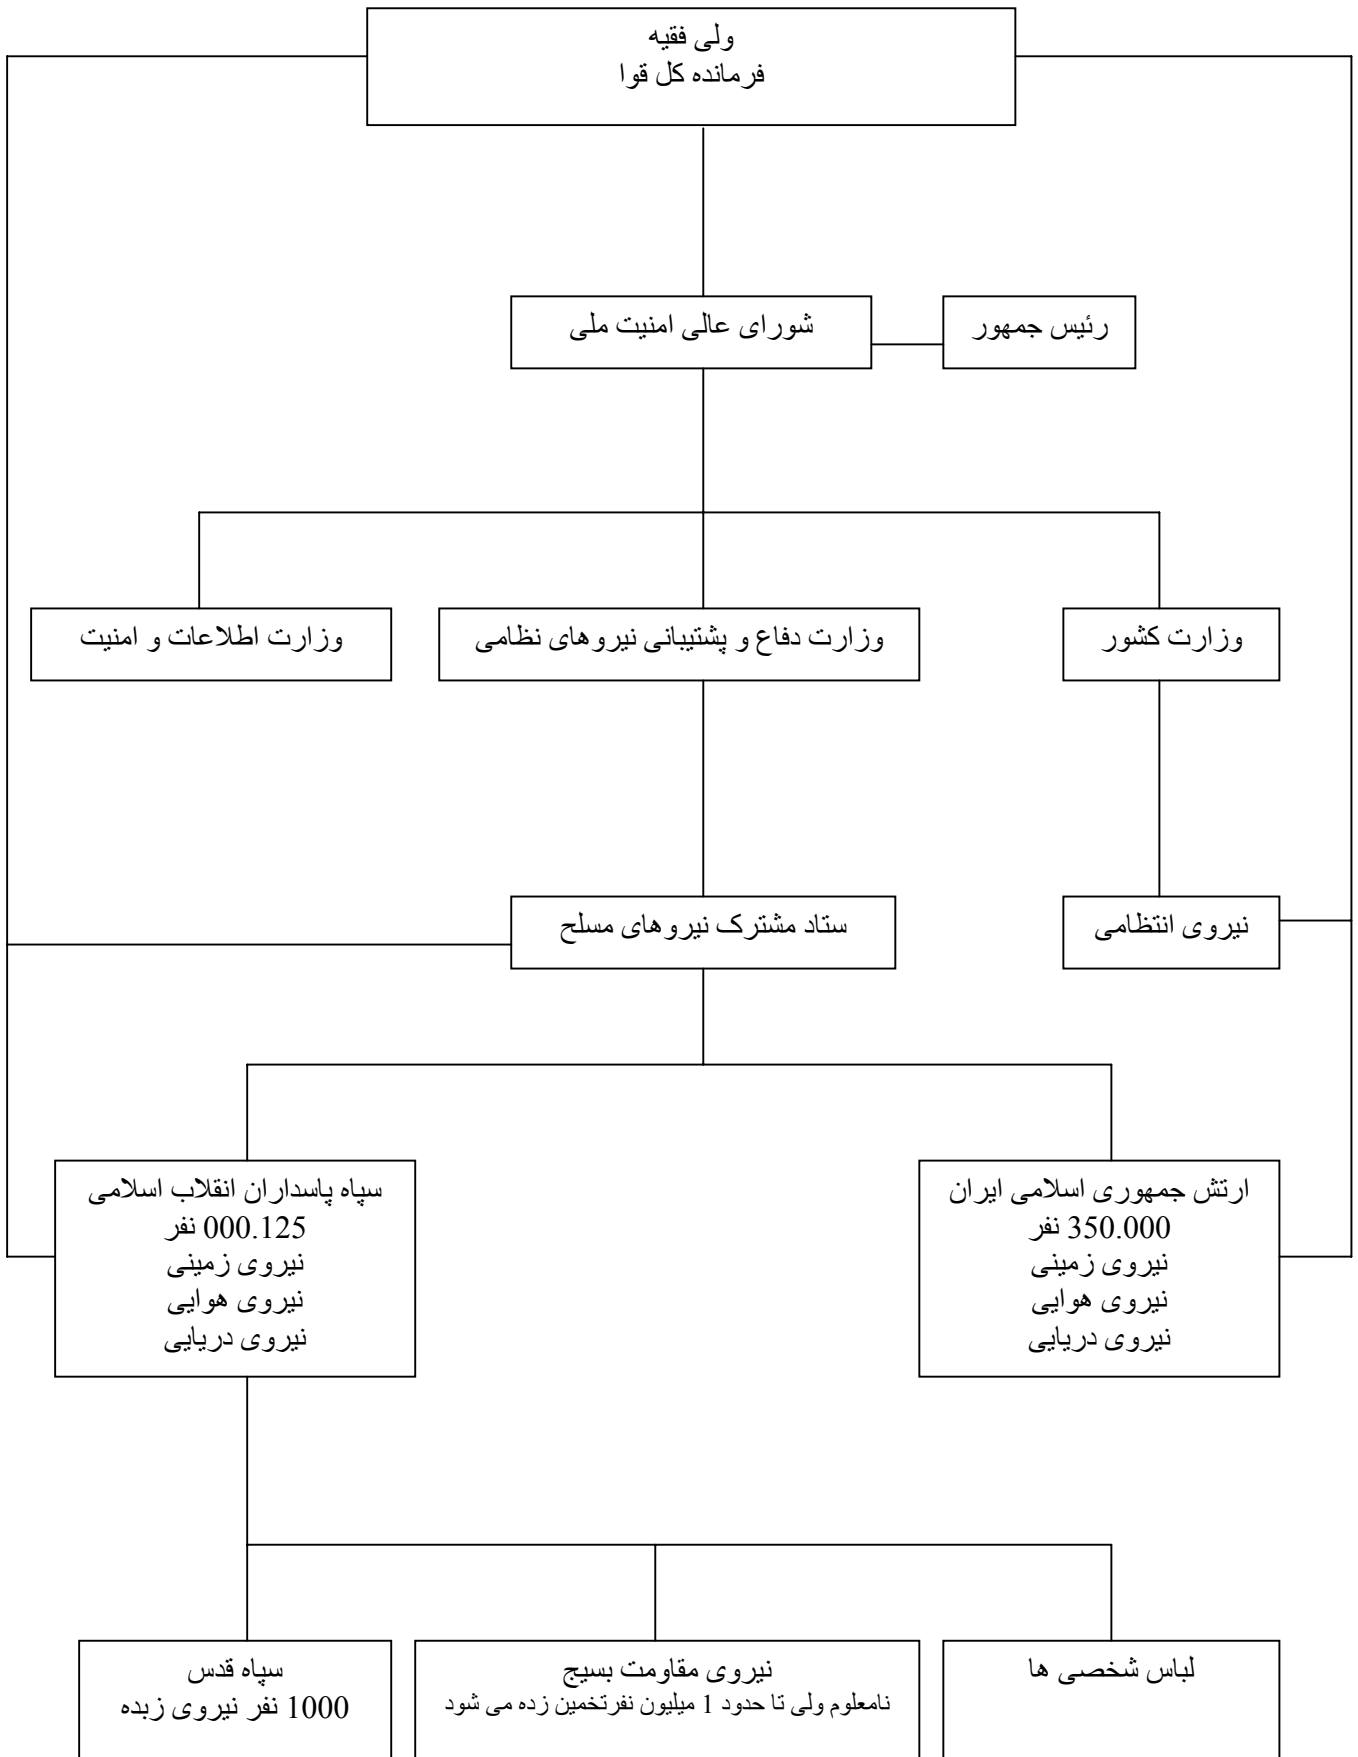 ولی فقیه
فرمانده کل قوا
رئیس جمهور
شورای عالی امنیت ملی
وزارت کشور
وزارت دفاع و پشتیبانی نیروهای نظامی
وزارت اطلاعات و امنیت
نیروی انتظامی
ستاد مشترک نیروهای مسلح
ارتش جمهوری اسلامی ایران
350.000 نفر
نیروی زمینی
نیروی هوایی
نیروی دریایی
سپاه پاسداران انقلاب اسلامی
000.125 نفر
نیروی زمینی
نیروی هوایی
نیروی دریایی
لباس شخصی ها
نیروی مقاومت بسیج
نامعلوم ولی تا حدود 1 میلیون نفرتخمین زده می شود
سپاه قدس
1000 نفر نیروی زبده